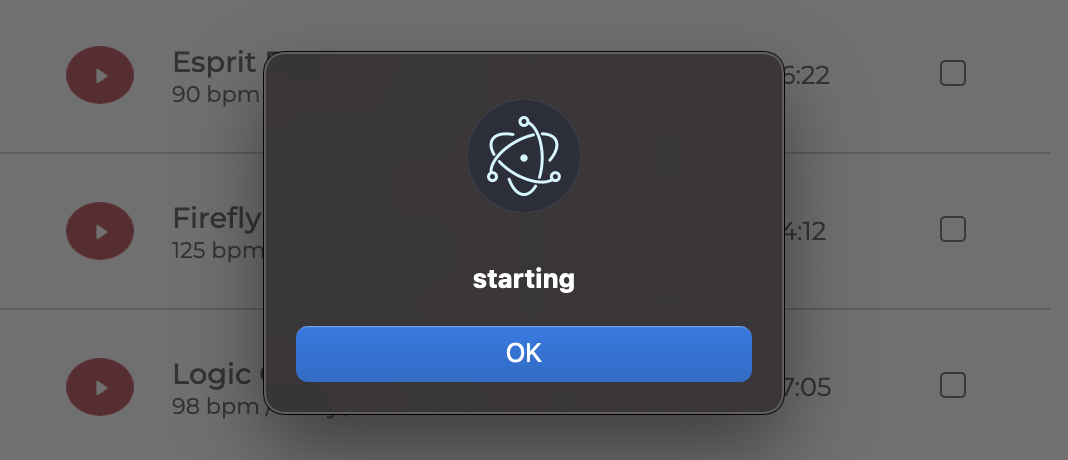 Esprit
90 bpm
6:22
Firefly
125 bpm
4:12
starting
OK
Logic
98 bpm /
7:05